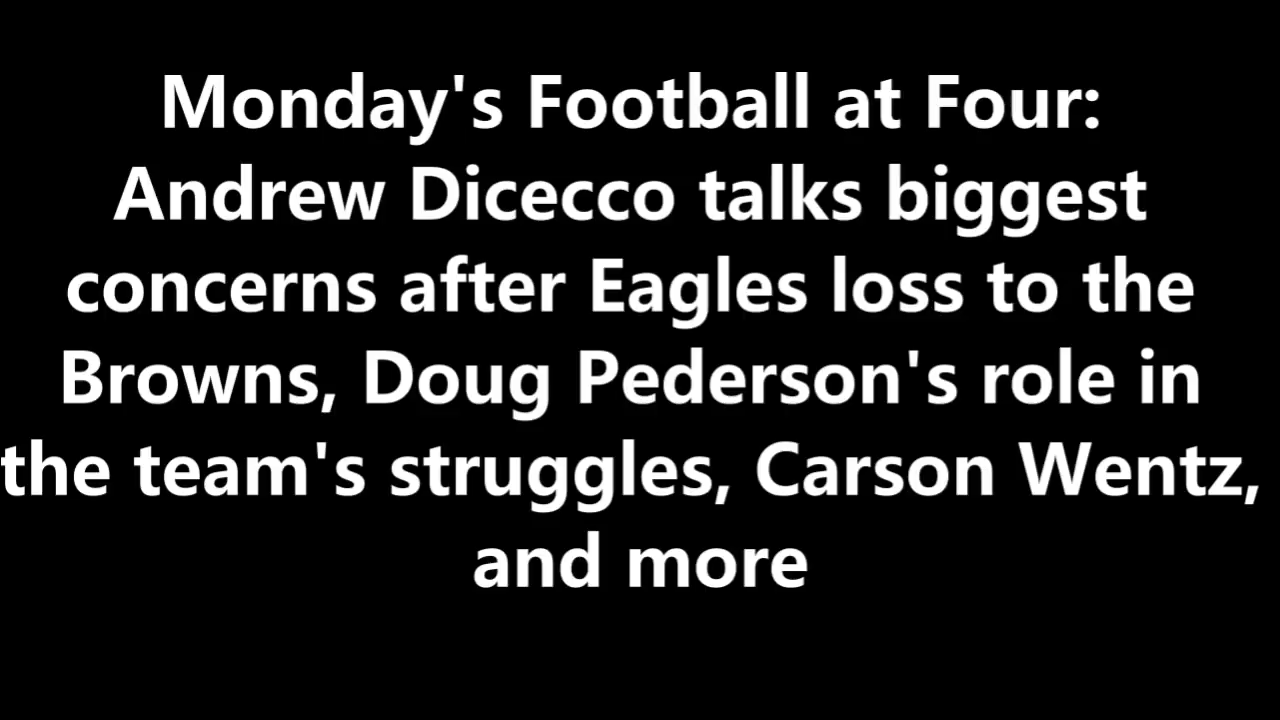 Monday's Football at Four:
Andrew Dicecco talks biggest
concerns after Eagles loss to the
Browns, Doug Pederson's role in
the team's struggles, Carson Wentz,
and more